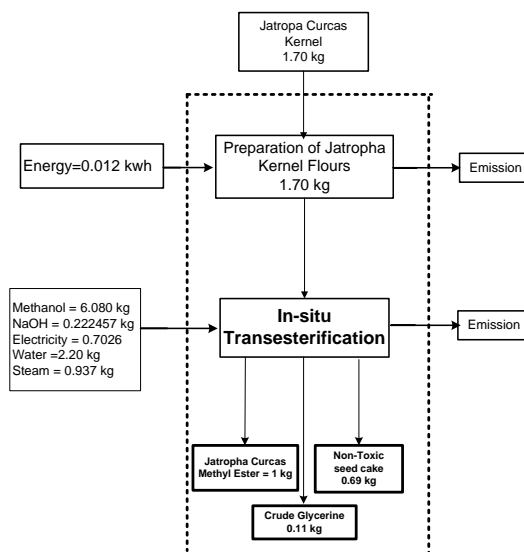 Jatropa Curcas
Kernel
1.70 kg
Energy=0.012 kwh
Preparation of Jatropha
Kernel Flours
1.70 kg
Emission
Methanol = 6.080 kg
NaOH = 0.222457 kg
Electricity = 0.7026
Water =2.20 kg
Steam = 0.937 kg
In-situ
Transesterification
Emission
Jatropha Curcas
Methyl Ester = 1 kg
Non-Toxic
seed cake
0.69 kg
Crude Glycerine
0.11 kg